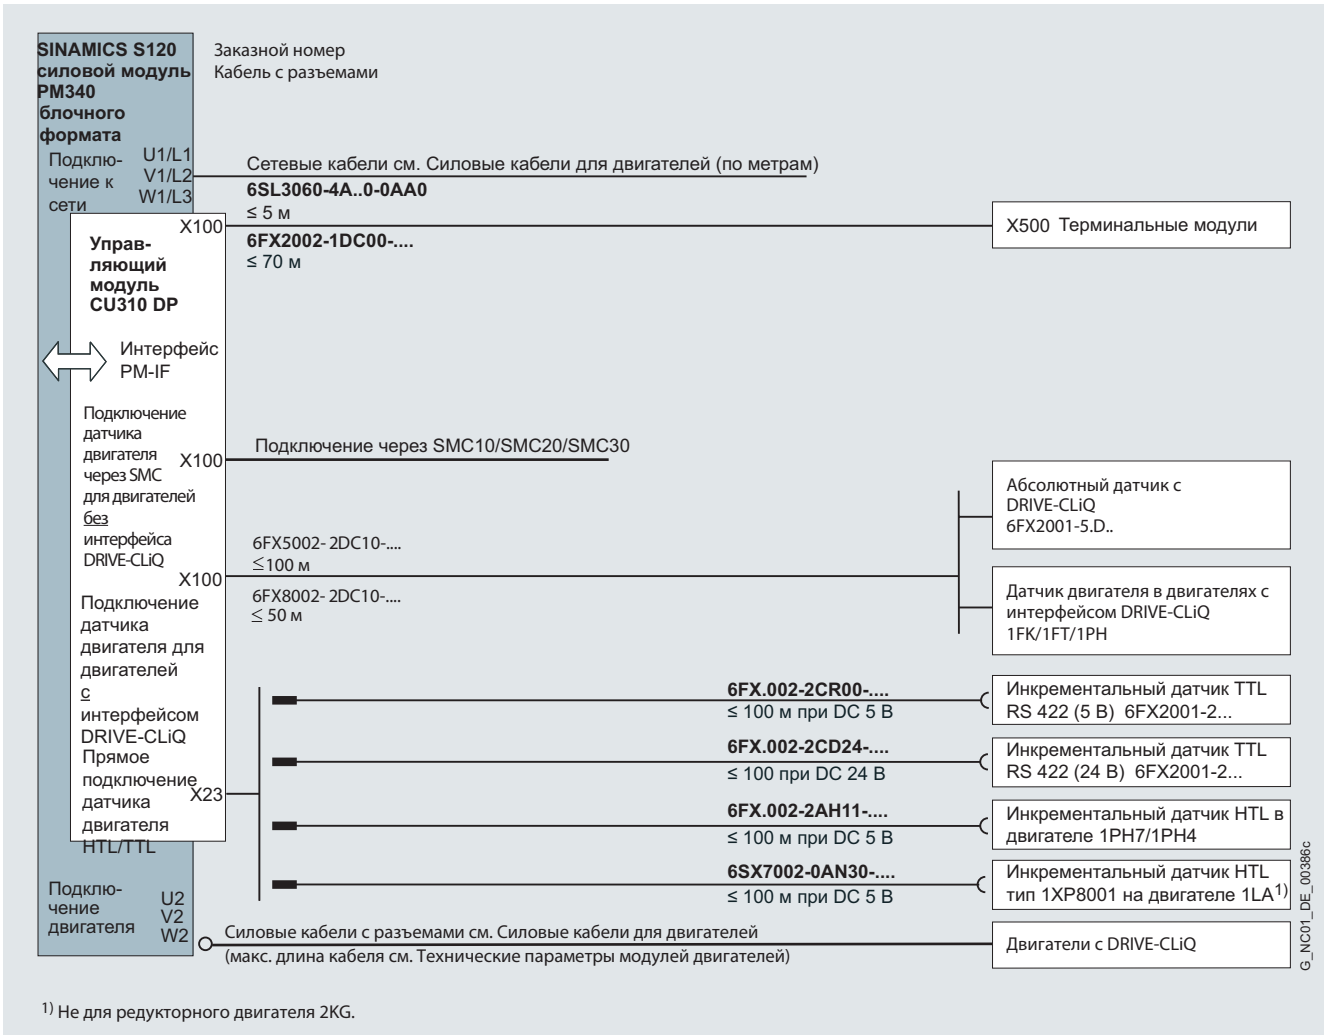 SINAMICS S120
силовой модуль
PM340
блочного
формата
Заказной номер
Кабель с разъемами
Подклю-
чение к
сети
U1/L1
V1/L2
W1/L3
Сетевые кабели см. Силовые кабели для двигателей (по метрам)
6SL3060-4A..0-0AA0
≤ 5 м
X100
6FX2002-1DC00-....
≤ 70 м
X500 Терминальные модули
Управ-
ляющий
модуль
CU310 DP
Интерфейс
PM-IF
Подключение
датчика
двигателя
через SMC
для двигателей
без
интерфейса
DRIVE-CLiQ
X100
Подключение через SMC10/SMC20/SMC30
X100
6FX5002- 2DC10-....
≤100 м
6FX8002- 2DC10-....
≤ 50 м
Абсолютный датчик с
DRIVE-CLiQ
6FX2001-5.D..
Датчик двигателя в двигателях с
интерфейсом DRIVE-CLiQ
1FK/1FT/1PH
Подключение
датчика
двигателя для
двигателей
с
интерфейсом
DRIVE-CLiQ
Прямое
подключение
датчика
двигателя
HTL/TTL
X23
6FX.002-2CR00-....
≤ 100 м при DC 5 В
Инкрементальный датчик TTL
RS 422 (5 В) 6FX2001-2...
6FX.002-2CD24-....
≤ 100 при DC 24 В
Инкрементальный датчик TTL
RS 422 (24 В) 6FX2001-2...
6FX.002-2AH11-....
≤ 100 м при DC 5 В
Инкрементальный датчик HTL в
двигателе 1PH7/1PH4
6SX7002-0AN30-....
≤ 100 м при DC 5 В
Инкрементальный датчик HTL
тип 1XP8001 на двигателе 1LA1)
Подклю-
чение
двигателя
U2
V2
W2
Силовые кабели с разъемами см. Силовые кабели для двигателей
(макс. длина кабеля см. Технические параметры модулей двигателей)
Двигатели с DRIVE-CLiQ
G_NC01_DE_00386c
1) Не для редукторного двигателя 2KG.